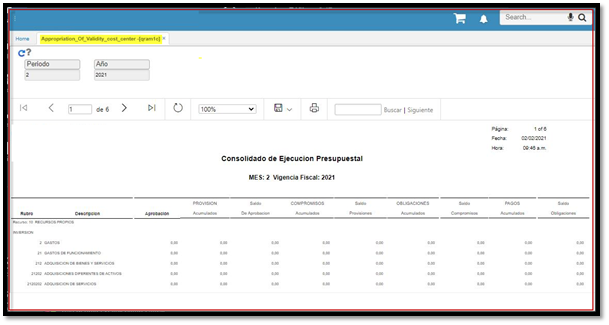 Search...
Home Appropriation_Of_Validity_cost_center.-[qram1c] ×
?
Período Año
2 2021
1 de 6 100% Buscar | Siguiente
Página: 1 of 6
Fecha: 02/02/2021
Hora: 09:46 a.m.
Consolidado de Ejecucion Presupuestal
MES: 2 Vigencia Fiscal: 2021
PROVISION Saldo COMPROMISOS Saldo OBLIGACIONES Saldo PAGOS Saldo
Rubro Descripcion Aprobación Acumulados De Aprobacion Acumulados Provisiones Acumulados Compromisos Acumulados Obligaciones
Recurso: 10 RECURSOS PROPIOS
INVERSION
2 GASTOS 0,00 0,00 0,00 0,00 0,00 0,00 0,00 0,00 0,00
21 GASTOS DE FUNCIONAMIENTO 0,00 0,00 0,00 0,00 0,00 0,00 0,00 0,00 0,00
212 ADQUISICION DE BIENES Y SERVICIOS 0,00 0,00 0,00 0,00 0,00 0,00 0,00 0,00 0,00
21202 ADQUISICIONES DIFERENTES DE ACTIVOS 0,00 0,00 0,00 0,00 0,00 0,00 0,00 0,00 0,00
2120202 ADQUISICION DE SERVICIOS 0,00 0,00 0,00 0,00 0,00 0,00 0,00 0,00 0,00